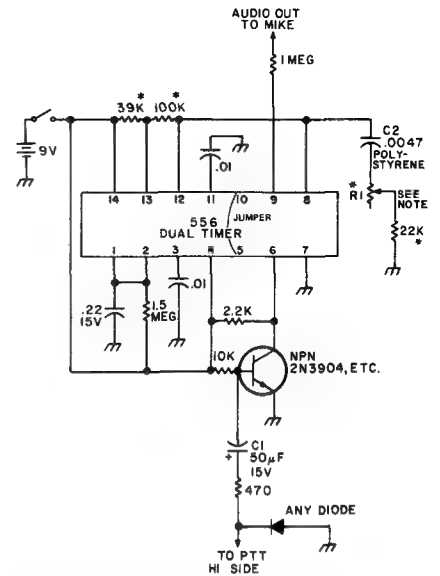 AUDIO OUT
TO MIKE
1 MEG
*
39K
*
100K
C2
.0047
POLY-
STYRENE
9V
.01
*
R1
SEE
NOTE
14 13 12 11 10 9 8
556
DUAL TIMER
JUMPER
22K
*
1 2 3 4 5 6 7
.22
15V
1.5
MEG
.01
2.2K
10K
NPN
2N3904, ETC.
C1
+
50µF
15V
470
ANY DIODE
TO PTT
HI SIDE